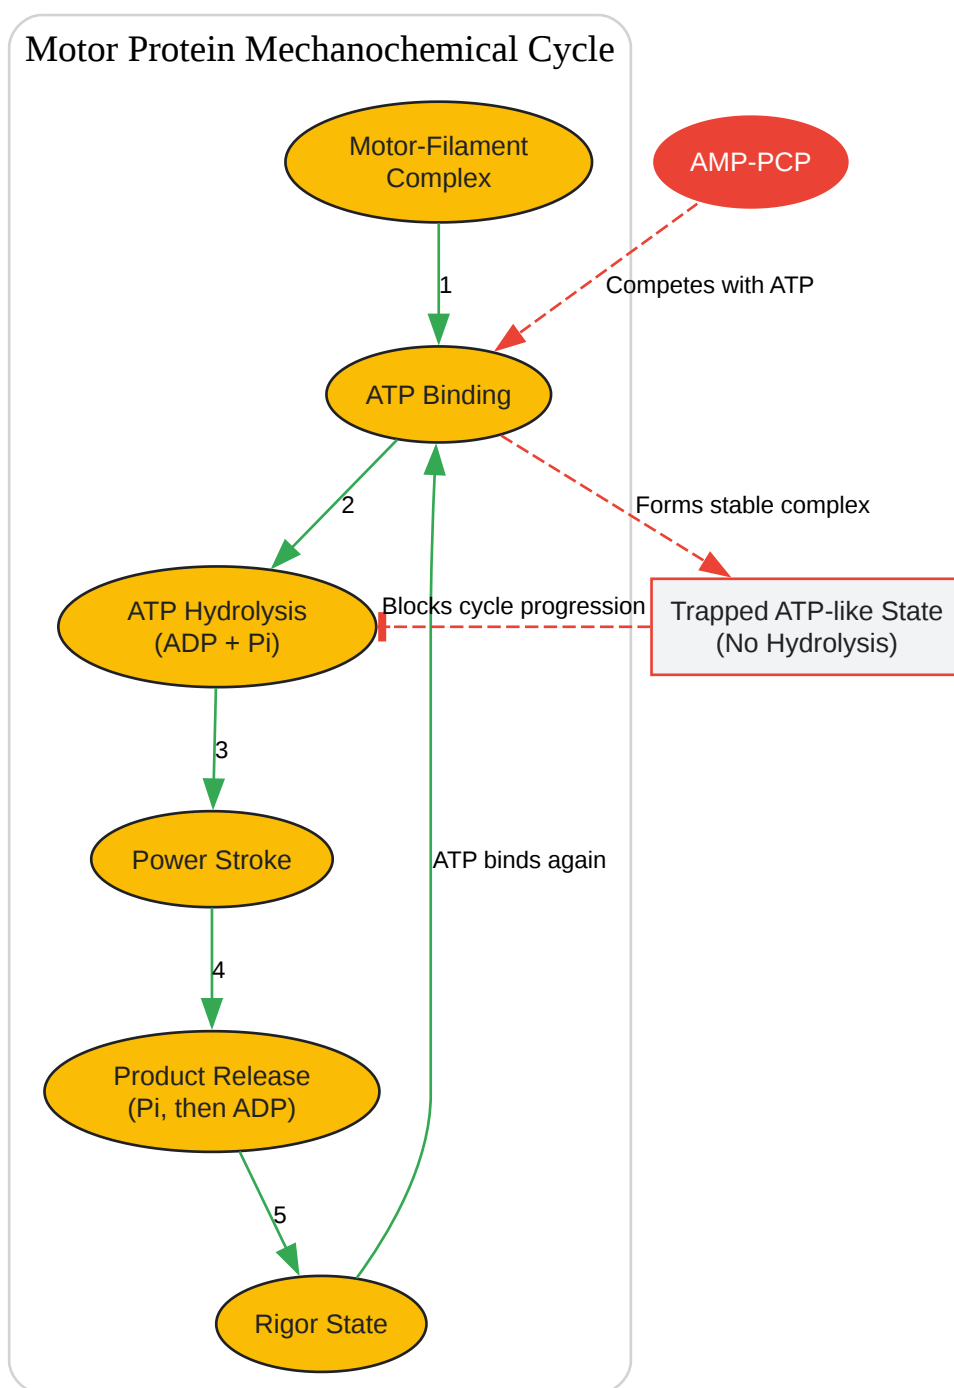 Motor Protein Mechanochemical Cycle
Motor-Filament
Complex
AMP-PCP
1
Competes with ATP
ATP Binding
2
Forms stable complex
Blocks cycle progression
ATP Hydrolysis
(ADP + Pi)
Trapped ATP-like State
(No Hydrolysis)
3
Power Stroke
ATP binds again
4
Product Release
(Pi, then ADP)
5
Rigor State